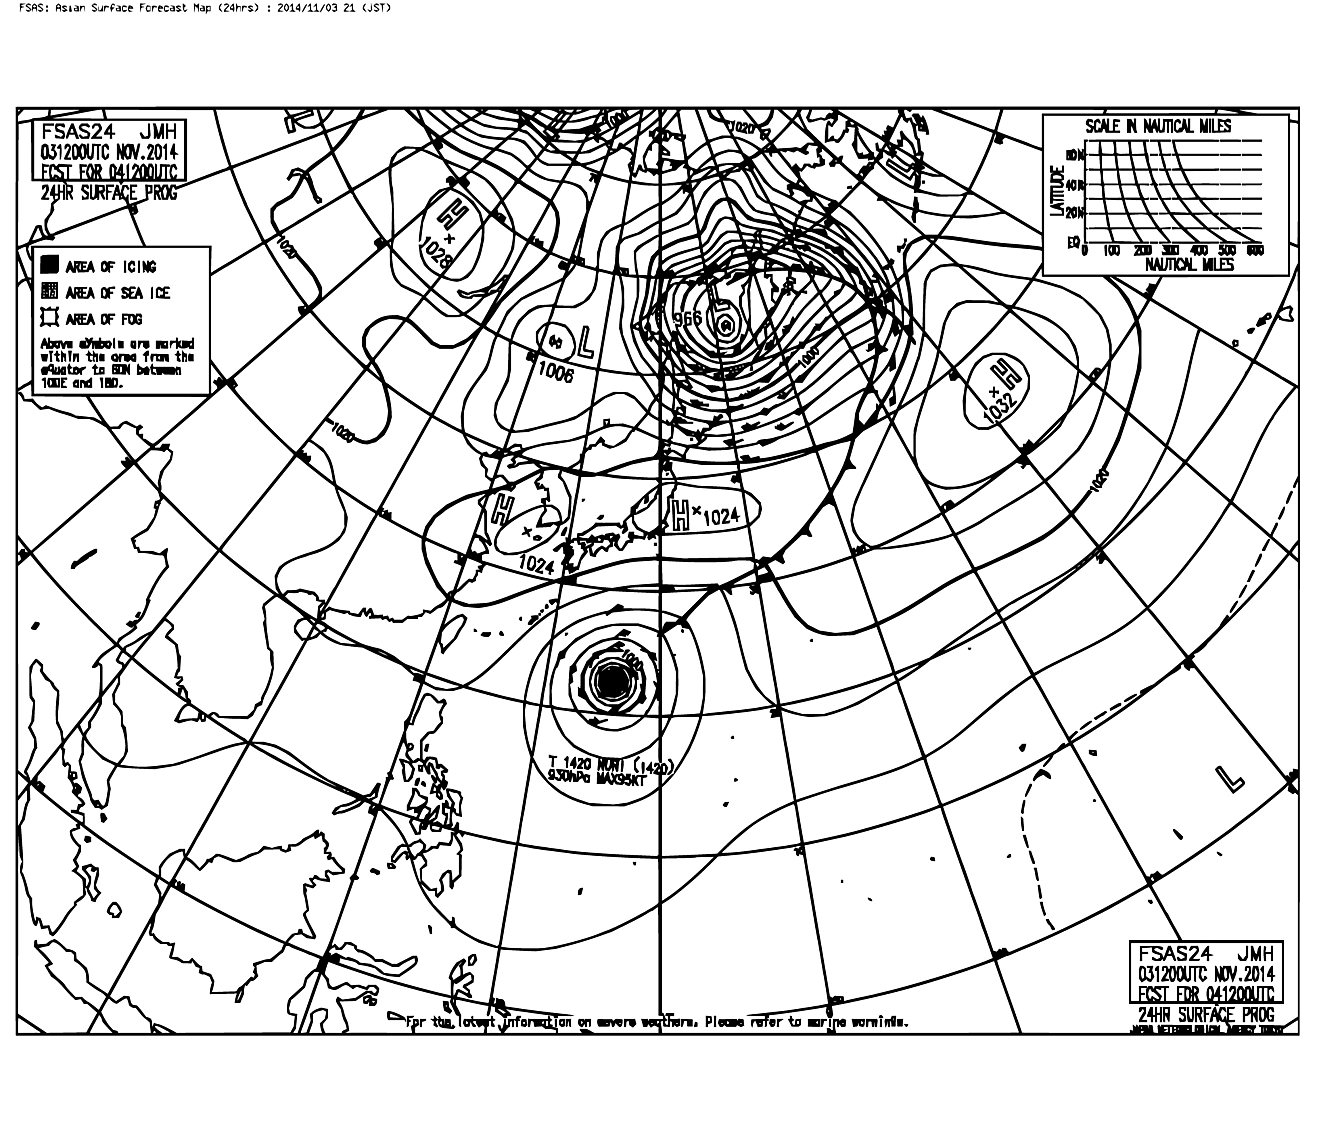 FSAS: Asian Surface Forecast Map (24hrs) : 2014/11/03 21 (JST)
FSAS24 JMH
031200UTC NOV.2014
FCST FOR 041200UTC
24HR SURFACE PROG
SCALE IN NAUTICAL MILES
LATITUDE
60N
40N
20N
EQ
0 100 200 300 400 500 600
NAUTICAL MILES
AREA OF ICING
AREA OF SEA ICE
AREA OF FOG
Above symbols are marked
within the area from the
equator to 60N between
100E and 180.
H
1028
1020
1020
1020
L
966
1000
L
1006
H
1032
1020
H
1024
H
1024
1000
T 1420 NURI (1420)
930hPa MAX95KT
L
FSAS24 JMH
031200UTC NOV.2014
FCST FOR 041200UTC
24HR SURFACE PROG
JAPAN METEOROLOGICAL AGENCY TOKYO
For the latest information on severe weathers, Please refer to marine warnings.